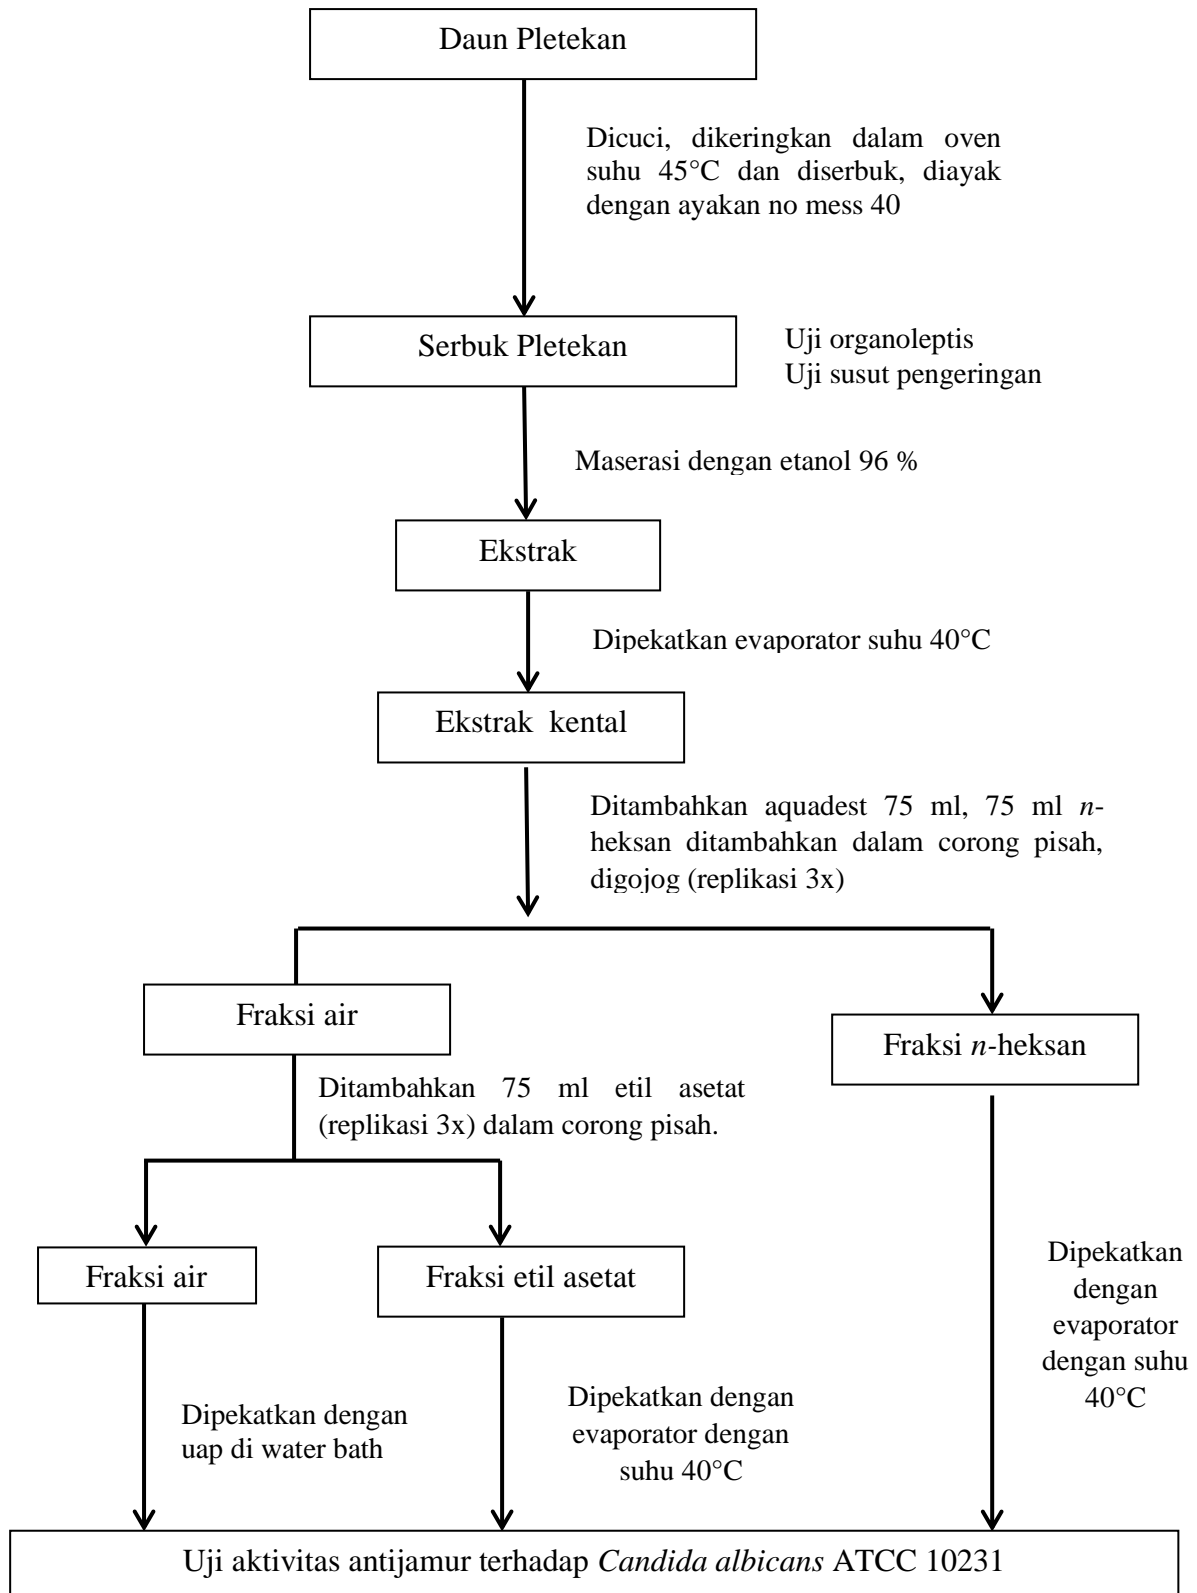 Daun Pletekan
Dicuci, dikeringkan dalam oven
suhu 45°C dan diserbuk, diayak
dengan ayakan no mess 40
Serbuk Pletekan
Uji organoleptis
Uji susut pengeringan
Maserasi dengan etanol 96 %
Ekstrak
Dipekatkan evaporator suhu 40°C
Ekstrak kental
Ditambahkan aquadest 75 ml, 75 ml n-
heksan ditambahkan dalam corong pisah,
digojog (replikasi 3x)
Fraksi air
Fraksi n-heksan
Ditambahkan 75 ml etil asetat
(replikasi 3x) dalam corong pisah.
Fraksi air
Fraksi etil asetat
Dipekatkan
dengan
evaporator
dengan suhu
40°C
Dipekatkan dengan
uap di water bath
Dipekatkan dengan
evaporator dengan
suhu 40°C
Uji aktivitas antijamur terhadap Candida albicans ATCC 10231